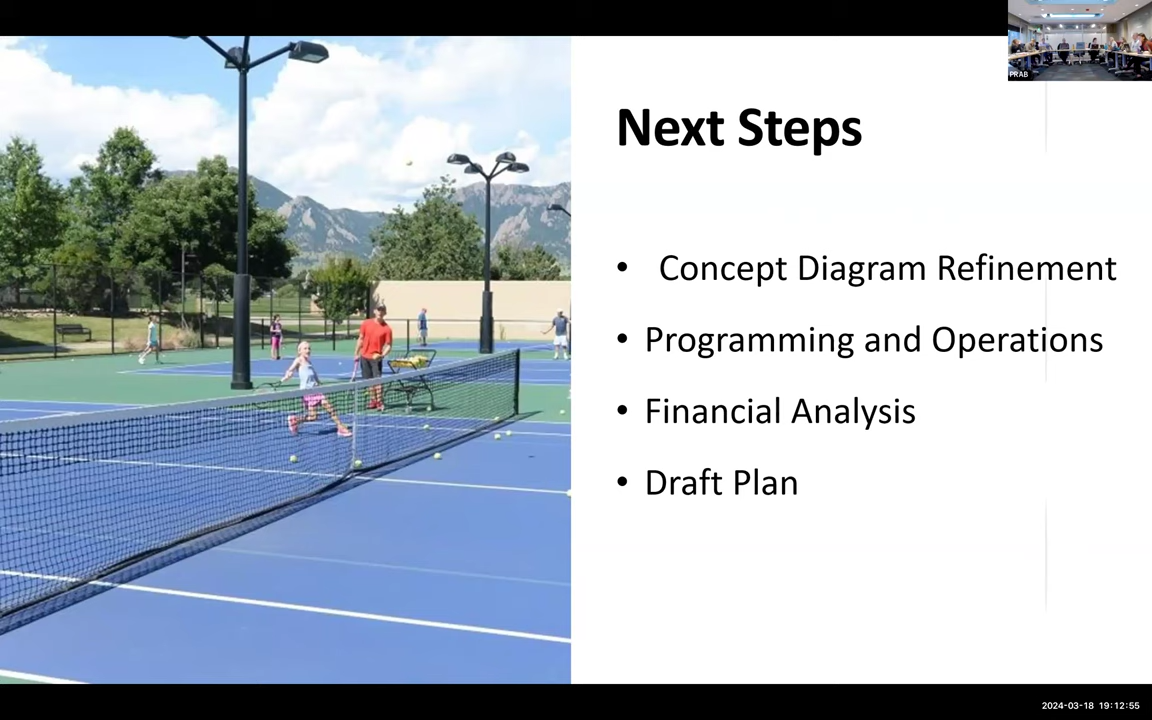 PRAB
Next Steps
• Concept Diagram Refinement
• Programming and Operations
• Financial Analysis
• Draft Plan
2024-03-18 19:12:55